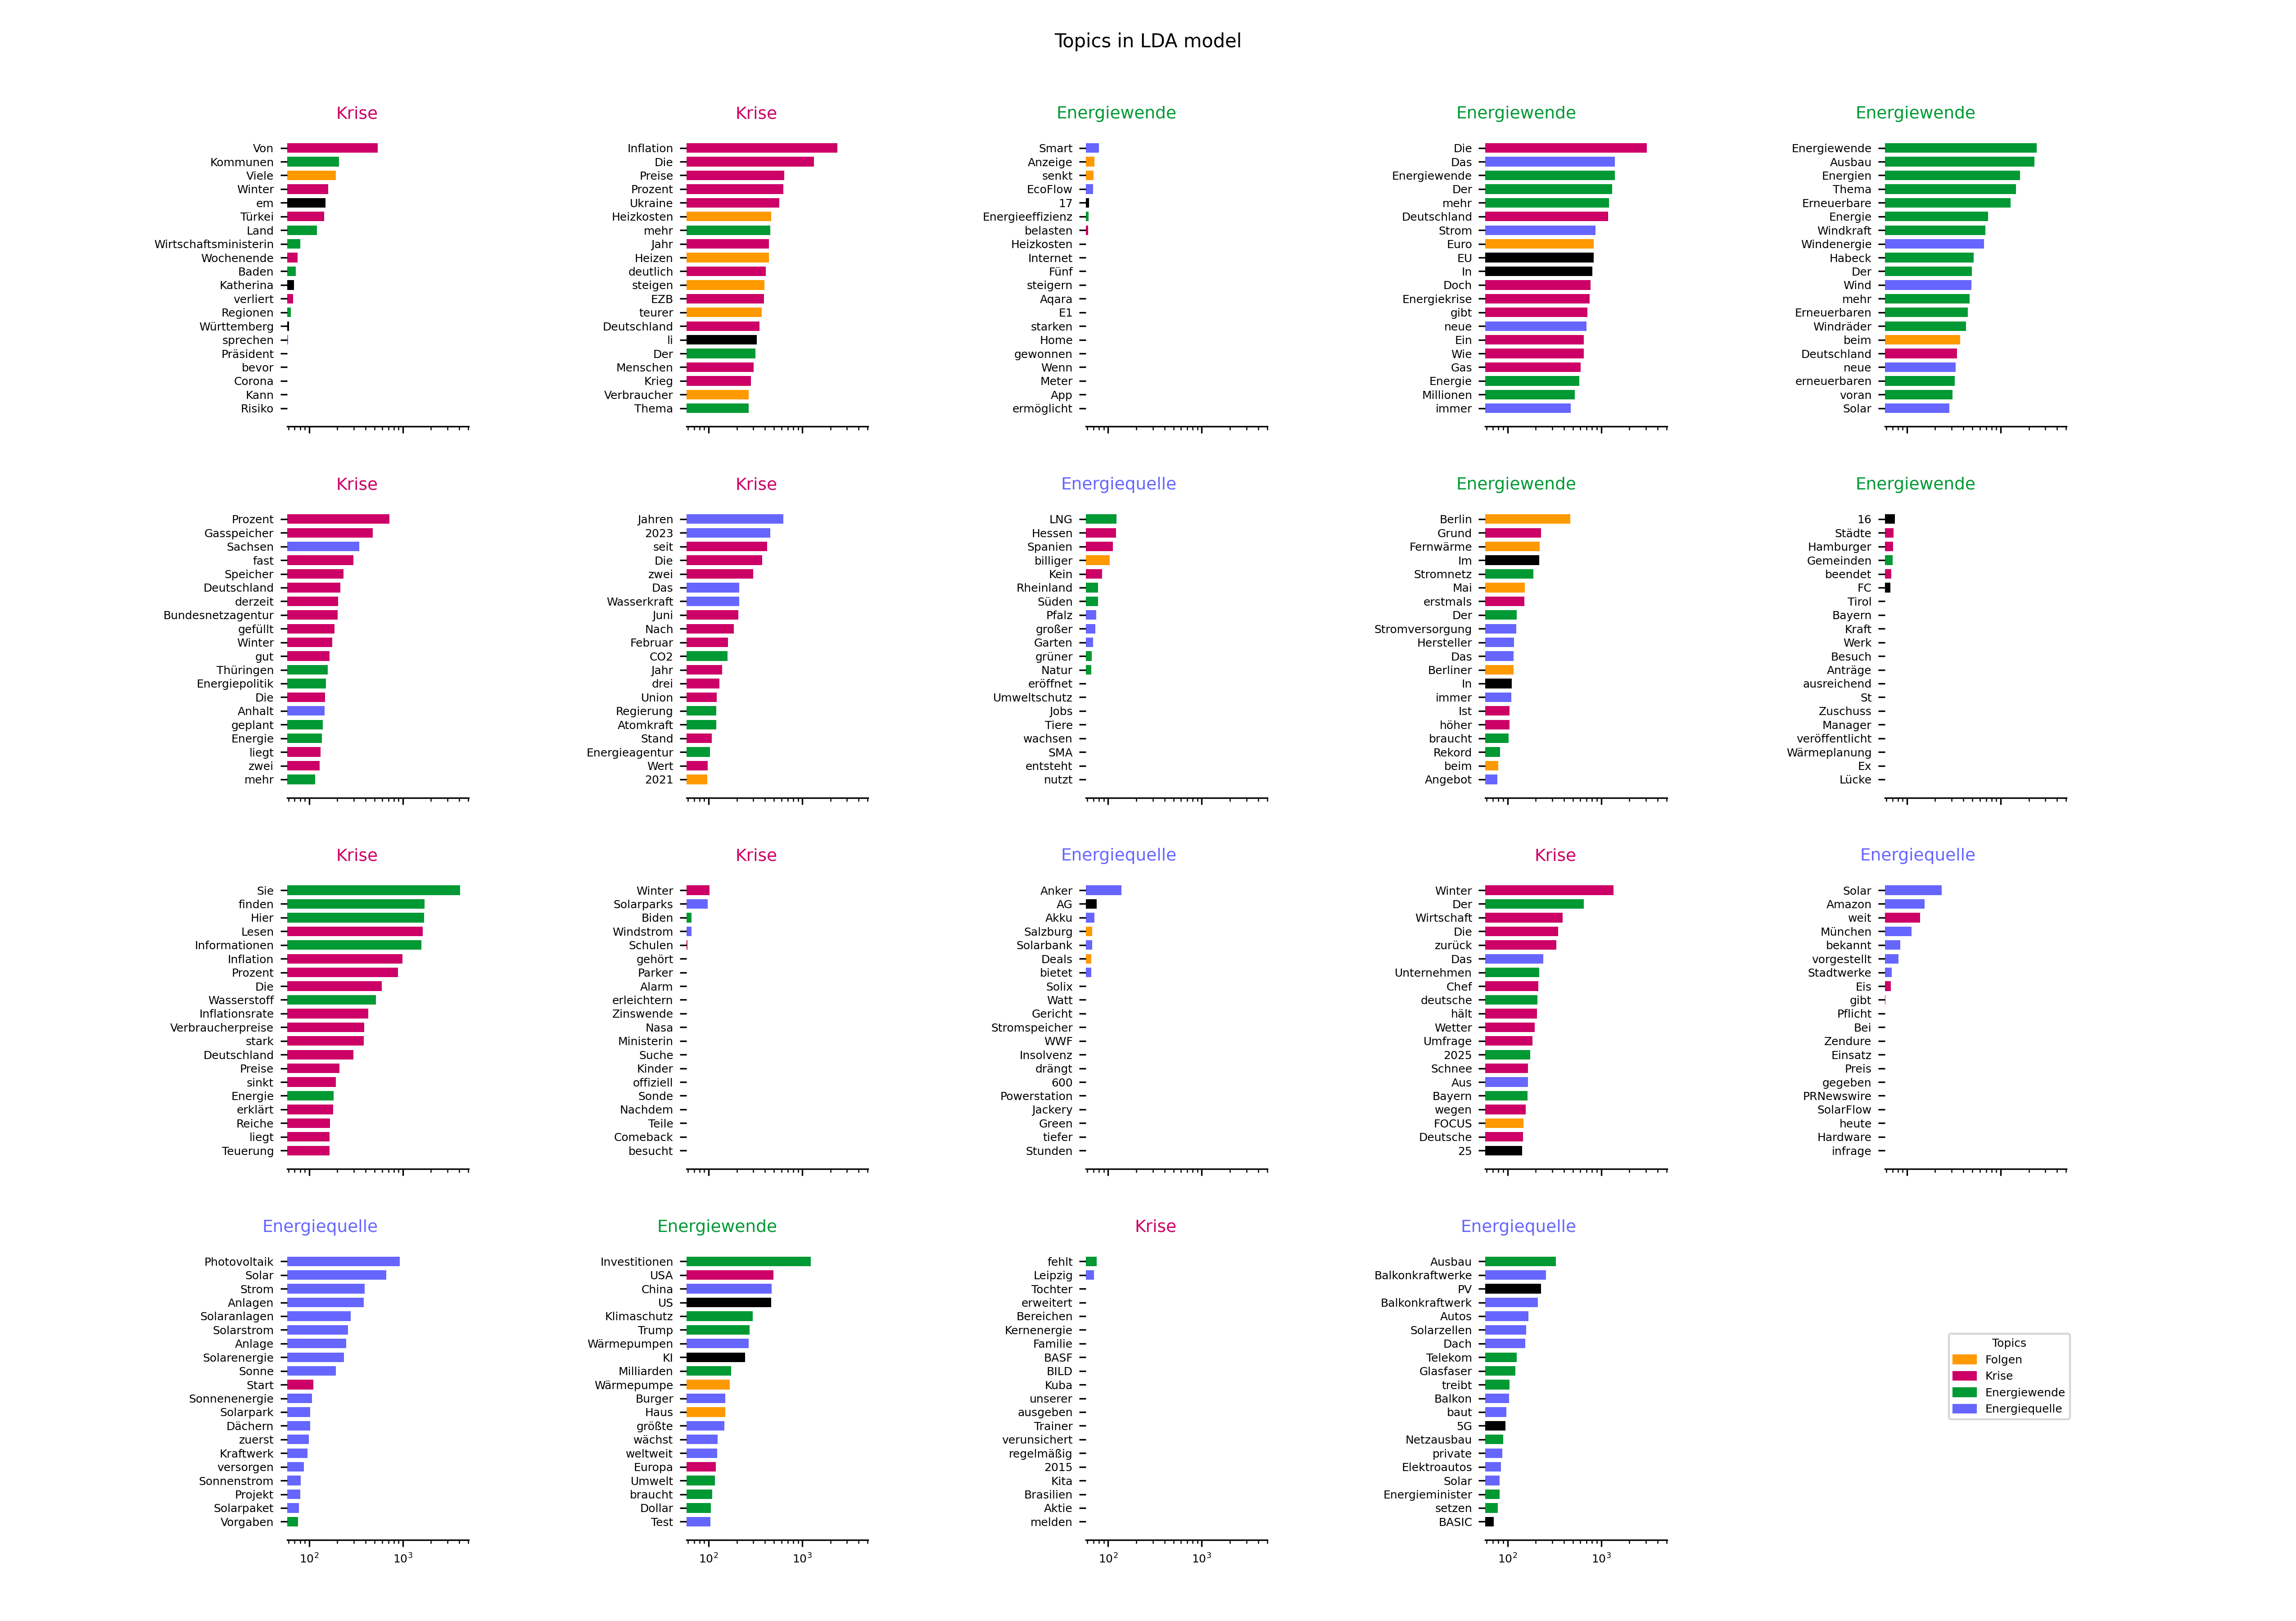 Topics in LDA model
Krise
Von
Kommunen
Viele
Winter
em
Türkei
Land
Wirtschaftsministerin
Wochenende
Baden
Katherina
verliert
Regionen
Württemberg
sprechen
Präsident
bevor
Corona
Kann
Risiko
Krise
Inflation
Die
Preise
Prozent
Ukraine
Heizkosten
mehr
Jahr
Heizen
deutlich
steigen
EZB
teurer
Deutschland
li
Der
Menschen
Krieg
Verbraucher
Thema
Energiewende
Smart
Anzeige
senkt
EcoFlow
17
Energieeffizienz
belasten
Heizkosten
Internet
Fünf
steigern
Aqara
E1
starken
Home
gewonnen
Wenn
Meter
App
ermöglicht
Energiewende
Die
Das
Energiewende
Der
mehr
Deutschland
Strom
Euro
EU
In
Doch
Energiekrise
gibt
neue
Ein
Wie
Gas
Energie
Millionen
immer
Energiewende
Energiewende
Ausbau
Energien
Thema
Erneuerbare
Energie
Windkraft
Windenergie
Habeck
Der
Wind
mehr
Erneuerbaren
Windräder
beim
Deutschland
neue
erneuerbaren
voran
Solar
Krise
Prozent
Gasspeicher
Sachsen
fast
Speicher
Deutschland
derzeit
Bundesnetzagentur
gefüllt
Winter
gut
Thüringen
Energiepolitik
Die
Anhalt
geplant
Energie
liegt
zwei
mehr
Krise
Jahren
2023
seit
Die
zwei
Das
Wasserkraft
Juni
Nach
Februar
CO2
Jahr
drei
Union
Regierung
Atomkraft
Stand
Energieagentur
Wert
2021
Energiequelle
LNG
Hessen
Spanien
billiger
Kein
Rheinland
Süden
Pfalz
großer
Garten
grüner
Natur
eröffnet
Umweltschutz
Jobs
Tiere
wachsen
SMA
entsteht
nutzt
Energiewende
Berlin
Grund
Fernwärme
Im
Stromnetz
Mai
erstmals
Der
Stromversorgung
Hersteller
Das
Berliner
In
immer
Ist
höher
braucht
Rekord
beim
Angebot
Energiewende
16
Städte
Hamburger
Gemeinden
beendet
FC
Tirol
Bayern
Kraft
Werk
Besuch
Anträge
ausreichend
St
Zuschuss
Manager
veröffentlicht
Wärmeplanung
Ex
Lücke
Krise
Sie
finden
Hier
Lesen
Informationen
Inflation
Prozent
Die
Wasserstoff
Inflationsrate
Verbraucherpreise
stark
Deutschland
Preise
sinkt
Energie
erklärt
Reiche
liegt
Teuerung
Krise
Winter
Solarparks
Biden
Windstrom
Schulen
gehört
Parker
Alarm
erleichtern
Zinswende
Nasa
Ministerin
Suche
Kinder
offiziell
Sonde
Nachdem
Teile
Comeback
besucht
Energiequelle
Anker
AG
Akku
Salzburg
Solarbank
Deals
bietet
Solix
Watt
Gericht
Stromspeicher
WWF
Insolvenz
drängt
600
Powerstation
Jackery
Green
tiefer
Stunden
Krise
Winter
Der
Wirtschaft
Die
zurück
Das
Unternehmen
Chef
deutsche
hält
Wetter
Umfrage
2025
Schnee
Aus
Bayern
wegen
FOCUS
Deutsche
25
Energiequelle
Solar
Amazon
weit
München
bekannt
vorgestellt
Stadtwerke
Eis
gibt
Pflicht
Bei
Zendure
Einsatz
Preis
gegeben
PRNewswire
SolarFlow
heute
Hardware
infrage
Energiequelle
Photovoltaik
Solar
Strom
Anlagen
Solaranlagen
Solarstrom
Anlage
Solarenergie
Sonne
Start
Sonnenenergie
Solarpark
Dächern
zuerst
Kraftwerk
versorgen
Sonnenstrom
Projekt
Solarpaket
Vorgaben
10² 10³
Energiewende
Investitionen
USA
China
US
Klimaschutz
Trump
Wärmepumpen
KI
Milliarden
Wärmepumpe
Burger
Haus
größte
wächst
weltweit
Europa
Umwelt
braucht
Dollar
Test
10² 10³
Krise
fehlt
Leipzig
Tochter
erweitert
Bereichen
Kernenergie
Familie
BASF
BILD
Kuba
unserer
ausgeben
Trainer
verunsichert
regelmäßig
2015
Kita
Brasilien
Aktie
melden
10² 10³
Energiequelle
Ausbau
Balkonkraftwerke
PV
Balkonkraftwerk
Autos
Solarzellen
Dach
Telekom
Glasfaser
treibt
Balkon
baut
5G
Netzausbau
private
Elektroautos
Solar
Energieminister
setzen
BASIC
10² 10³
Topics
Folgen
Krise
Energiewende
Energiequelle